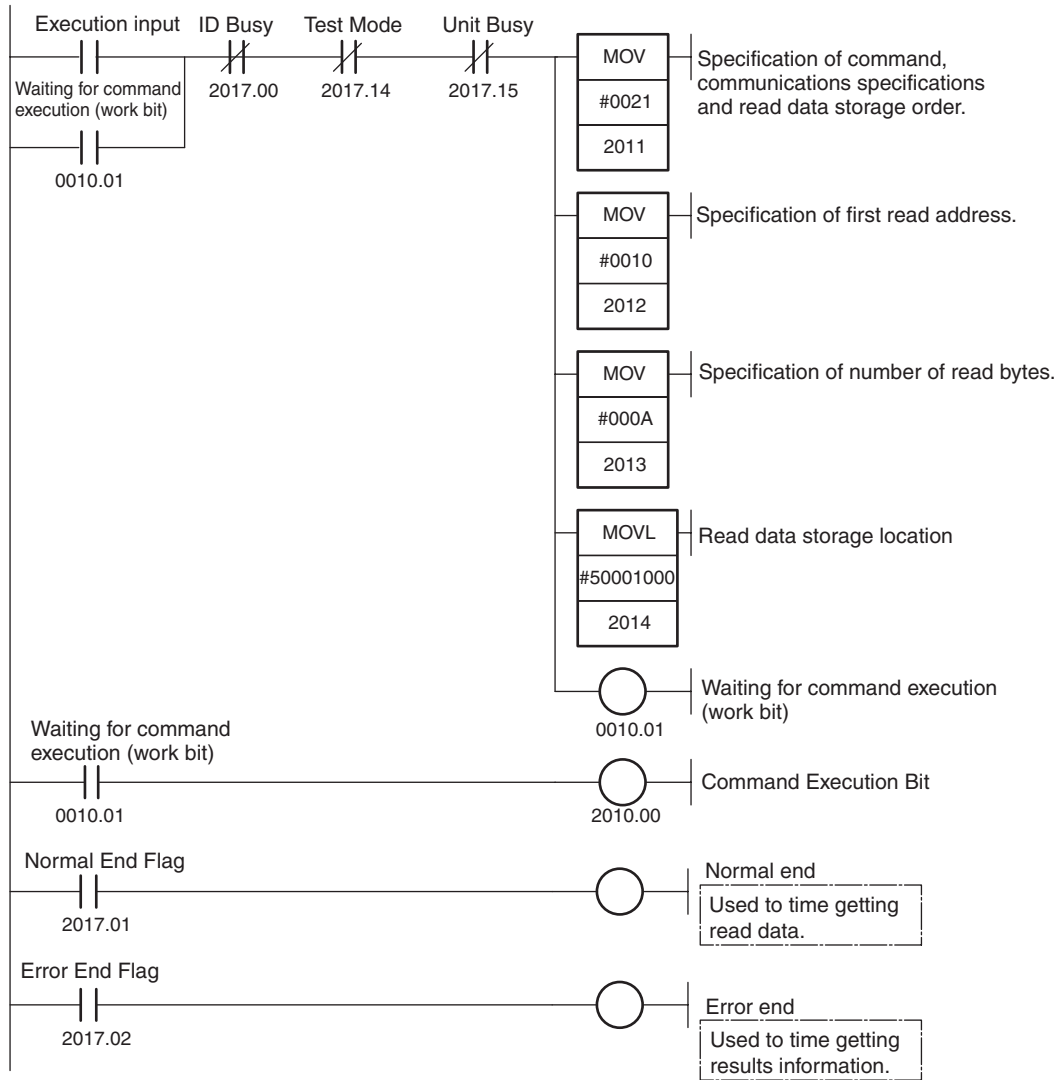 Execution input
ID Busy
Test Mode
Unit Busy
2017.00
2017.14
2017.15
Waiting for command
execution (work bit)
0010.01
MOV
#0021
2011
Specification of command,
communications specifications
and read data storage order.
MOV
#0010
2012
Specification of first read address.
MOV
#000A
2013
Specification of number of read bytes.
MOVL
#50001000
2014
Read data storage location
0010.01
Waiting for command execution
(work bit)
Waiting for command
execution (work bit)
0010.01
2010.00
Command Execution Bit
Normal End Flag
2017.01
Normal end
Used to time getting
read data.
Error End Flag
2017.02
Error end
Used to time getting
results information.